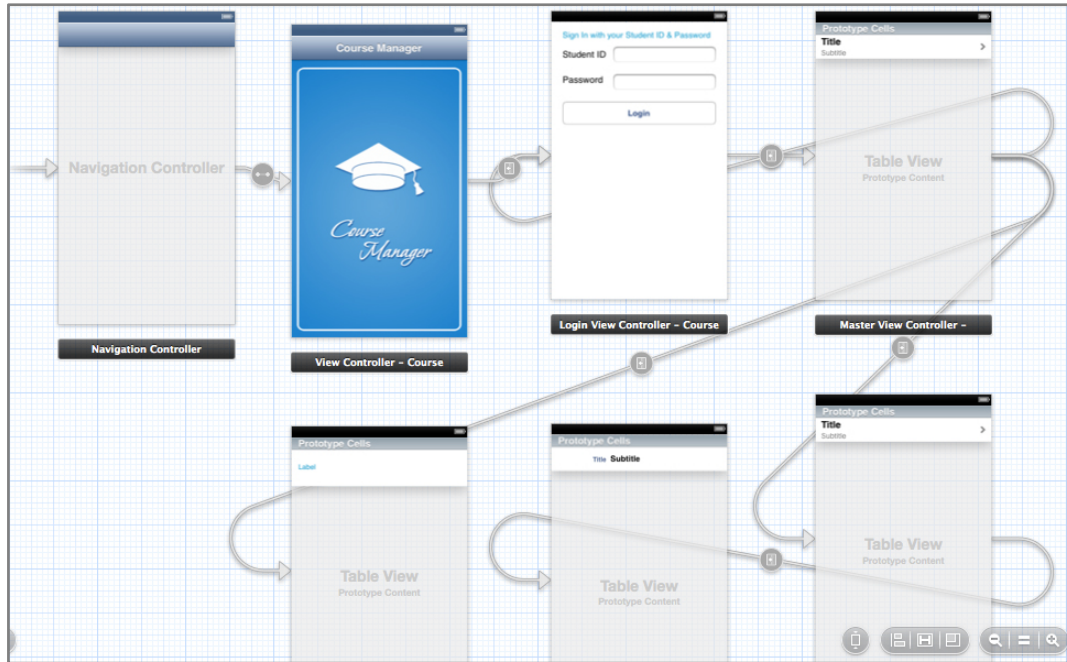 Navigation Controller
Navigation Controller
Course Manager
Course
Manager
View Controller - Course
Sign In with your Student ID & Password
Student ID
Password
Login
Login View Controller - Course
Prototype Cells
Title
Subtitle
Table View
Prototype Content
Master View Controller -
Prototype Cells
Label
Table View
Prototype Content
Prototype Cells
Title Subtitle
Table View
Prototype Content
Prototype Cells
Title
Subtitle
Table View
Prototype Content